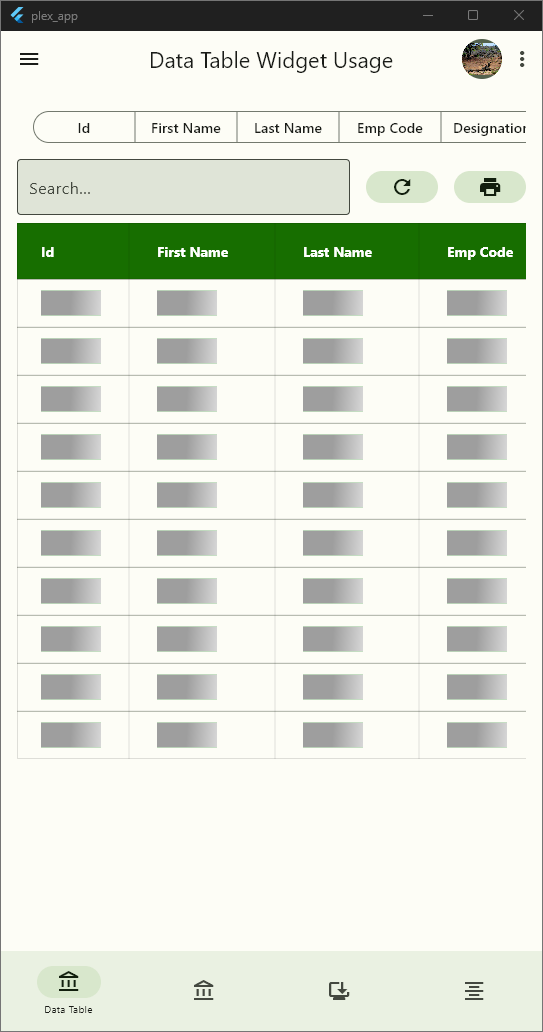 plex_app
Data Table Widget Usage
Id First Name Last Name Emp Code Designation
Search...
Id First Name Last Name Emp Code
Data Table